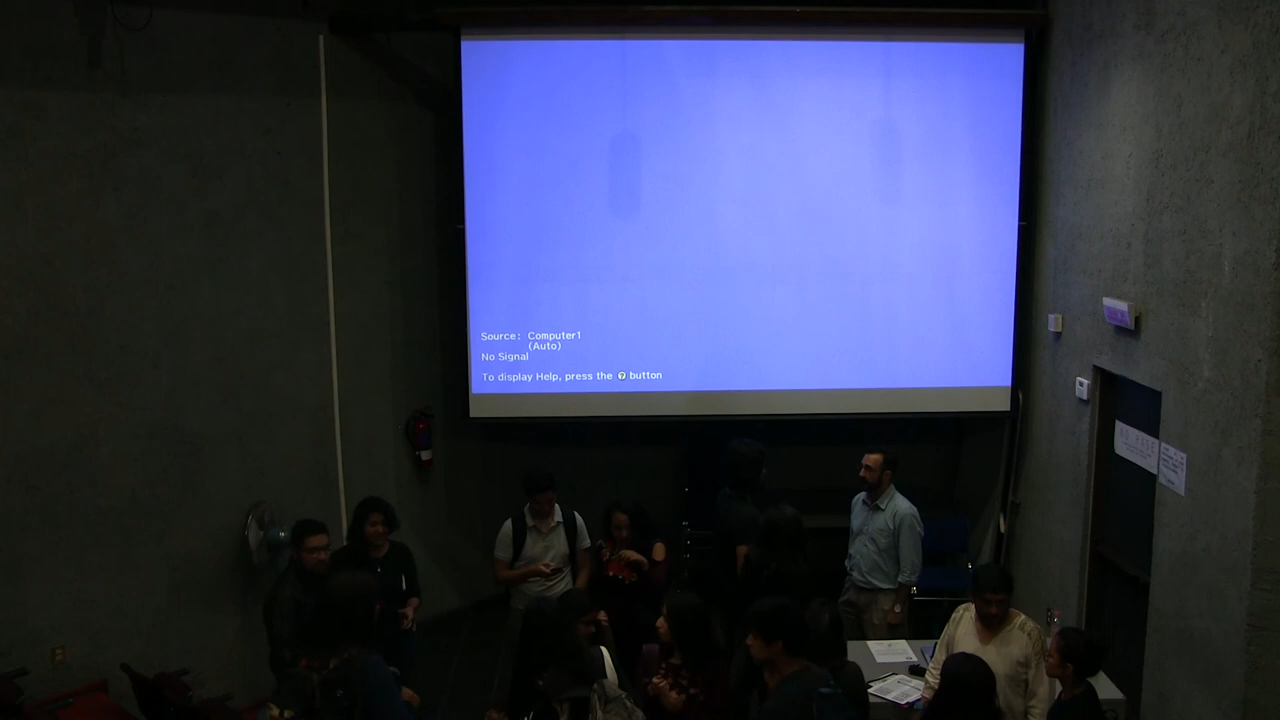 Source: Computer1
(Auto)
No Signal
To display Help, press the ? button